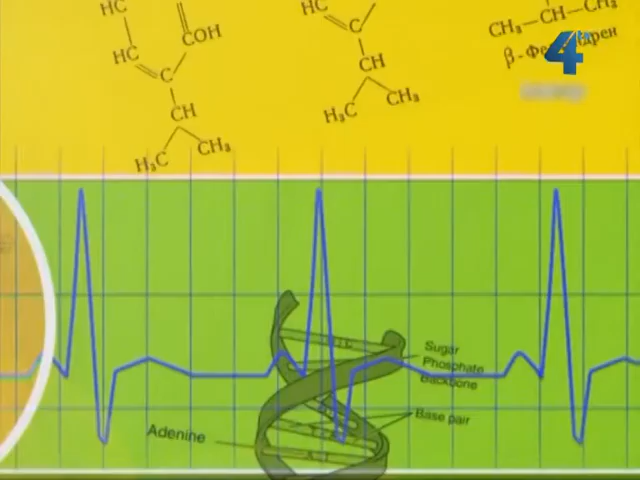 HC
HC
COH
C
CH
H₃C
CH₃
HC
C
CH
H₃C
CH₃
CH₃—CH—CH₃
4
Sugar
Phosphate
Backbone
Base pair
Adenine